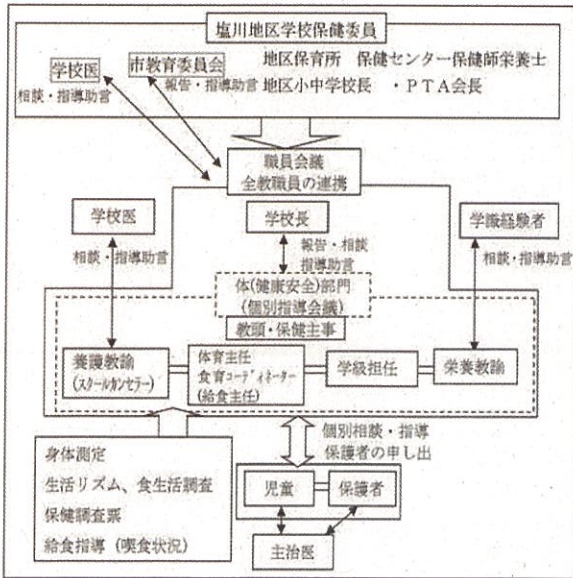 塩川地区学校保健委員
学校医
市教育委員会
地区保育所　保健センター保健師栄養士
相談・指導助言
報告・指導助言
地区小中学校長　・ＰＴＡ会長
職員会議
全教職員の連携
学校医
学校長
学識経験者
相談・指導助言
報告・相談
指導助言
相談・指導助言
体(健康安全)部門
(個別指導会議)
教頭・保健主事
養護教諭
(スクールカンセラー)
体育主任
食育コーディネーター
(給食主任)
学級担任
栄養教諭
身体測定
生活リズム、食生活調査
保健調査票
給食指導（喫食状況）
個別相談・指導
保護者の申し出
児童
保護者
主治医